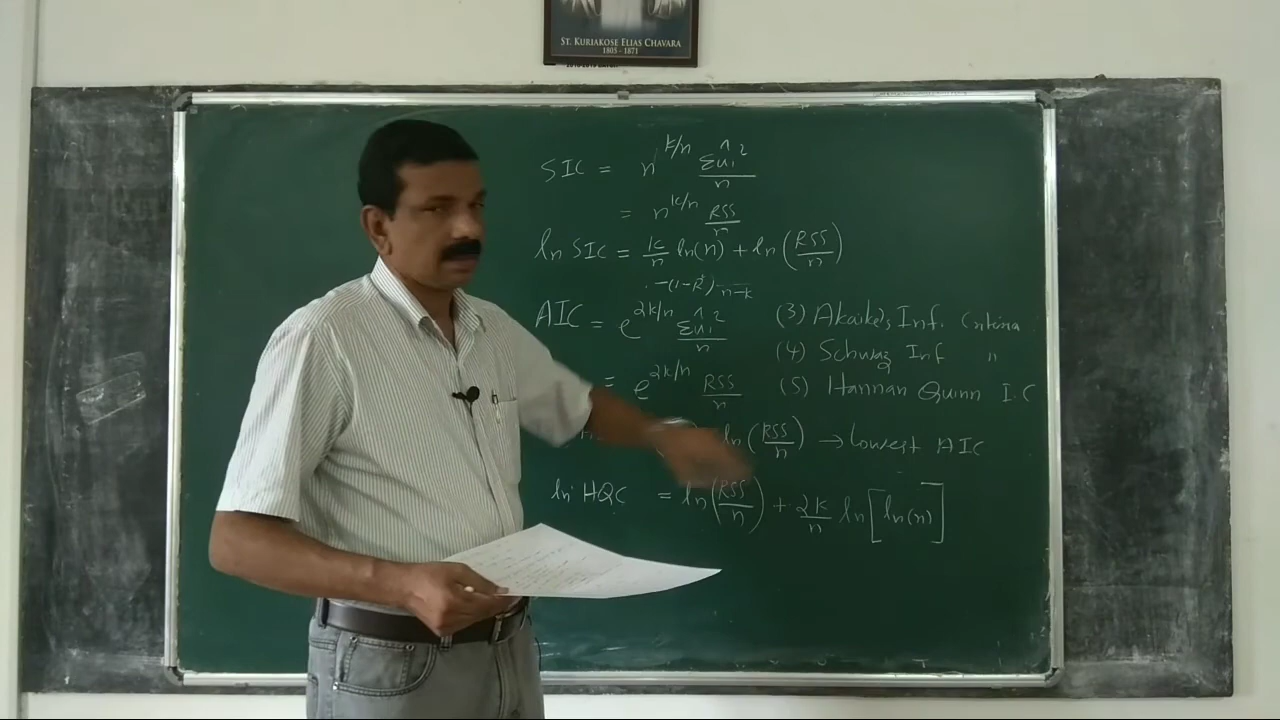 ST. KURIAKOSE ELIAS CHAVARA
1805 - 1871
SIC = n^{k/n} Σûᵢ²/n
= n^{k/n} RSS/n
ln SIC = k/n ln(n) + ln(RSS/n)
-(1-R²) n-k
AIC = e^{2k/n} Σûᵢ²/n (3) Akaike's Inf. Criteria
(4) Schwaz Inf "
= e^{2k/n} RSS/n (5) Hannan Quinn I.C
ln(RSS/n) → lowest AIC
ln HQC = ln(RSS/n) + 2k/n ln[ln(n)]